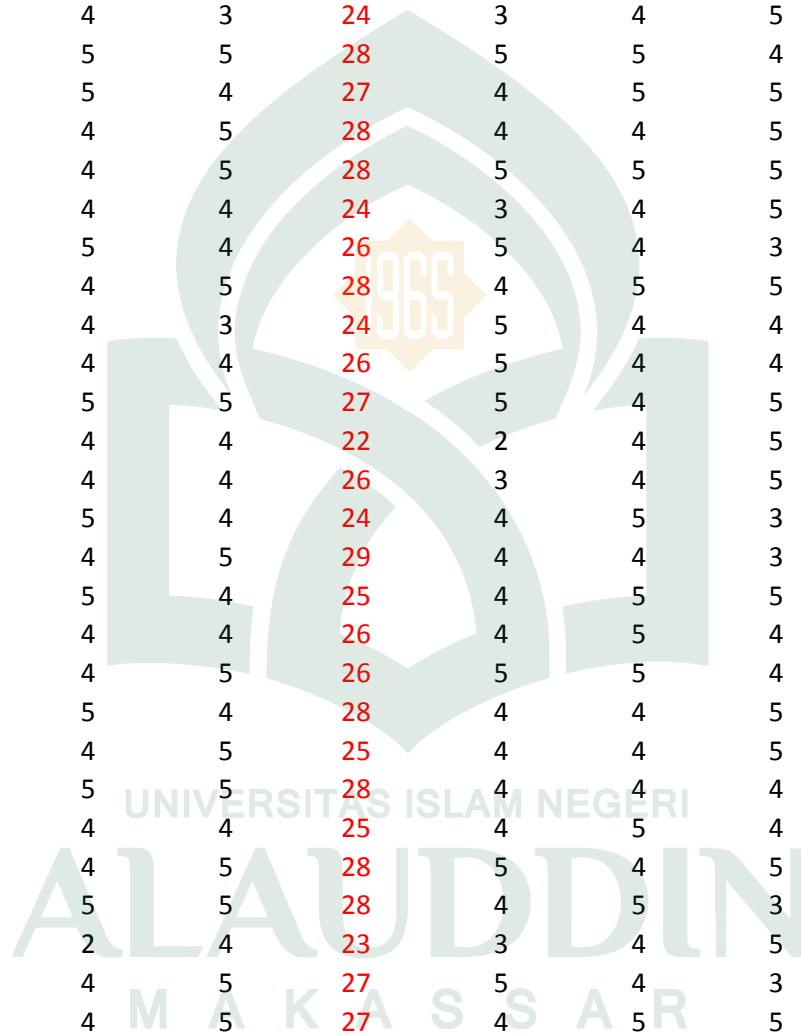 4 3 24 3 4 5
5 5 28 5 5 4
5 4 27 4 5 5
4 5 28 4 4 5
4 5 28 5 5 5
4 4 24 3 4 5
5 4 26 5 4 3
4 5 28 4 5 5
4 3 24 5 4 4
1965
4 4 26 5 4 4
5 5 27 5 4 5
4 4 22 2 4 5
4 4 26 3 4 5
5 4 24 4 5 3
4 5 29 4 4 3
5 4 25 4 5 5
4 4 26 4 5 4
4 5 26 5 5 4
5 4 28 4 4 5
4 5 25 4 4 5
5 5 28 4 4 4
UNIVERSITAS ISLAM NEGERI
4 4 25 4 5 4
4 5 28 5 4 5
ALAUDDIN
5 5 28 4 5 3
2 4 23 3 4 5
4 5 27 5 4 3
MAKASSAR
4 5 27 4 5 5